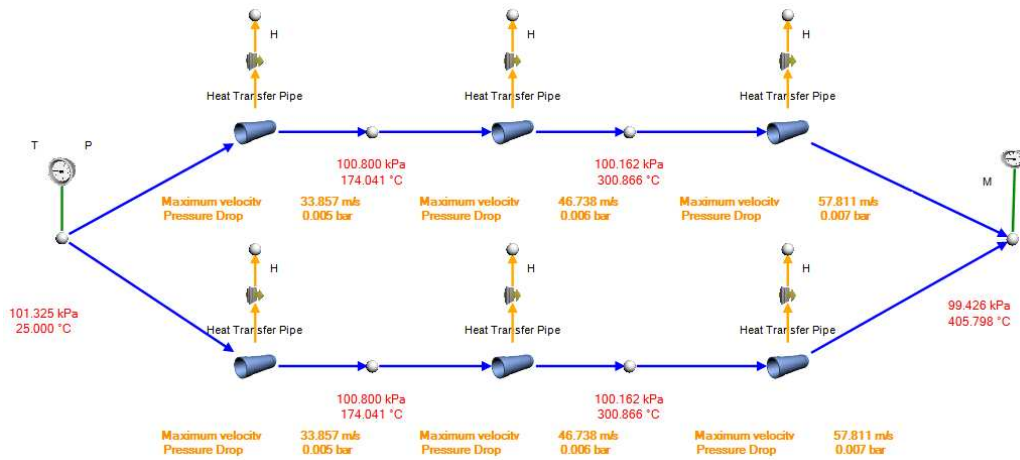 H H H
Heat Transfer Pipe Heat Transfer Pipe Heat Transfer Pipe
T P
M
100.800 kPa 100.162 kPa
174.041 °C 300.866 °C
Maximum velocity 33.857 m/s Maximum velocity 46.738 m/s Maximum velocity 57.811 m/s
Pressure Drop 0.005 bar Pressure Drop 0.006 bar Pressure Drop 0.007 bar
H H H
101.325 kPa 99.426 kPa
25.000 °C 405.798 °C
Heat Transfer Pipe Heat Transfer Pipe Heat Transfer Pipe
100.800 kPa 100.162 kPa
174.041 °C 300.866 °C
Maximum velocity 33.857 m/s Maximum velocity 46.738 m/s Maximum velocity 57.811 m/s
Pressure Drop 0.005 bar Pressure Drop 0.006 bar Pressure Drop 0.007 bar